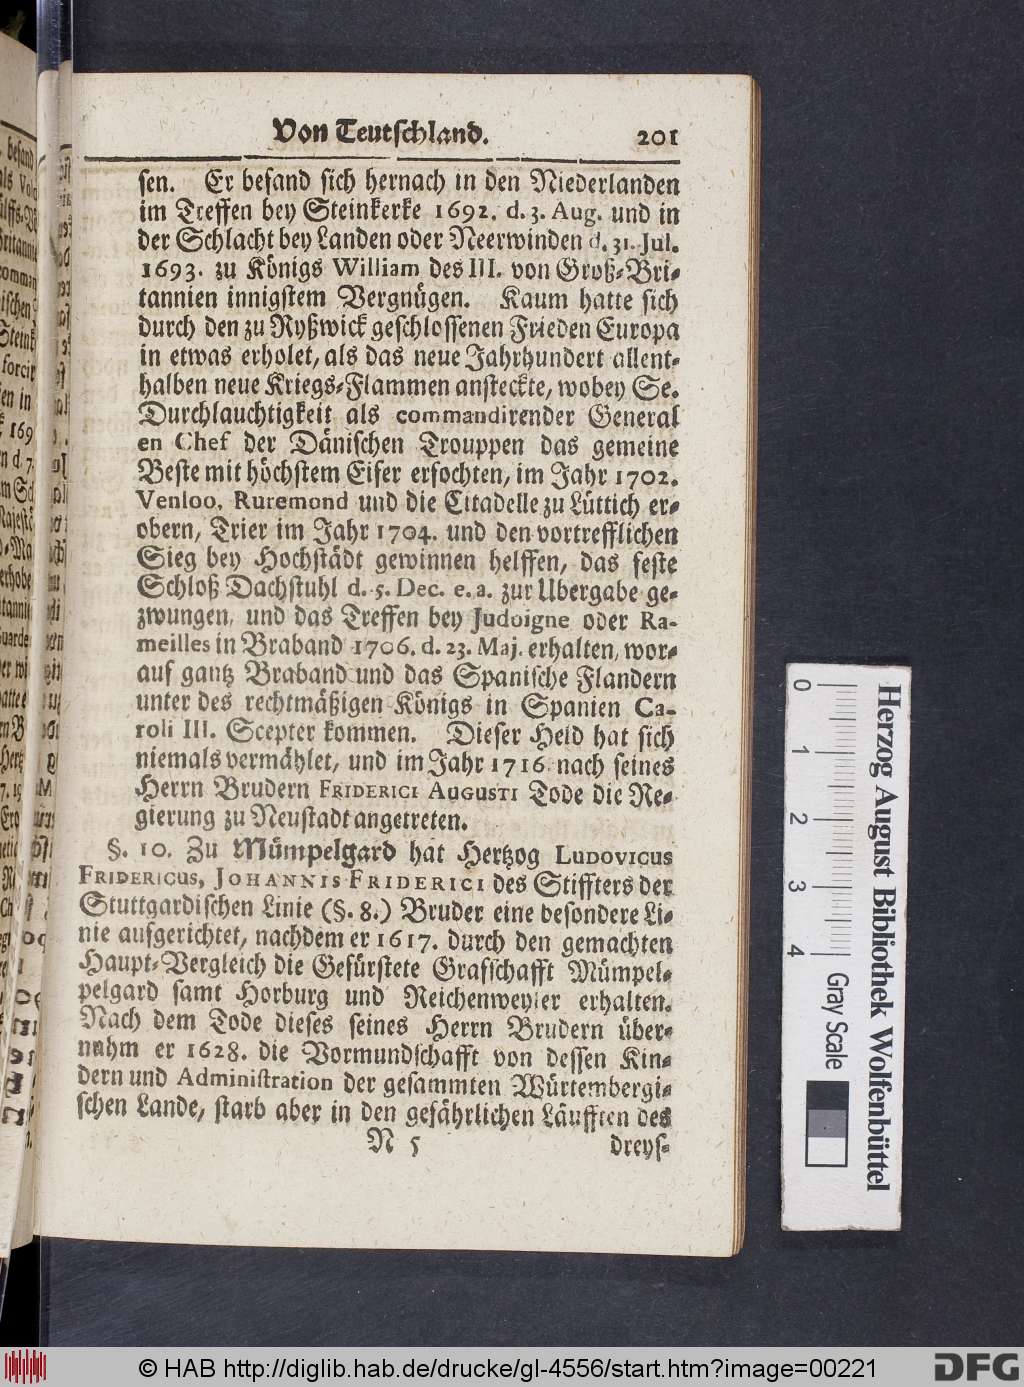 Von Teutschland. 201
sen. Er befand sich hernach in den Niederlanden
im Treffen bey Steinkerke 1692. d. 3. Aug. und in
der Schlacht bey Landen oder Neerwinden d. 31. Jul.
1693. zu Königs William des III. von Groß-Bri-
tannien innigstem Vergnügen. Kaum hatte sich
durch den zu Ryßwick geschlossenen Frieden Europa
in etwas erholet, als das neue Jahrhundert allent-
halben neue Kriegs-Flammen ansteckte, wobey Se.
Durchlauchtigkeit als commandirender General
en Chef der Dänischen Trouppen das gemeine
Beste mit höchstem Eifer erfochten, im Jahr 1702.
Venloo, Ruremond und die Citadelle zu Lüttich er-
obern, Trier im Jahr 1704. und den vortrefflichen
Sieg bey Hochstädt gewinnen helffen, das feste
Schloß Dachstuhl d. 5. Dec. e. a. zur Ubergabe ge-
zwungen, und das Treffen bey Judoigne oder Ra-
meilles in Braband 1706. d. 23. Maj. erhalten, wor-
auf gantz Braband und das Spanische Flandern
unter des rechtmäßigen Königs in Spanien Ca-
roli III. Scepter kommen. Dieser Held hat sich
niemals vermählet, und im Jahr 1716. nach seines
Herrn Brudern FRIDERICI AUGUSTI Tode die Re-
gierung zu Neustadt angetreten.
§. 10. Zu Mümpelgard hat Hertzog LUDOVICUS
FRIDERICUS, JOHANNIS FRIDERICI des Stiffters der
Stuttgardischen Linie (§. 8.) Bruder eine besondere Li-
nie aufgerichtet, nachdem er 1617. durch den gemachten
Haupt-Vergleich die Gefürstete Grafschafft Mümpel-
pelgard samt Horburg und Reichenweyler erhalten.
Nach dem Tode dieses seines Herrn Brudern über-
nahm er 1628. die Vormundschafft von dessen Kin-
dern und Administration der gesammten Würtembergi-
schen Lande, starb aber in den gefährlichen Läufften des
N 5 dreys-
0 1 2 3 4 Gray Scale
Herzog August Bibliothek Wolfenbüttel
© HAB http://diglib.hab.de/drucke/gl-4556/start.htm?image=00221
DFG